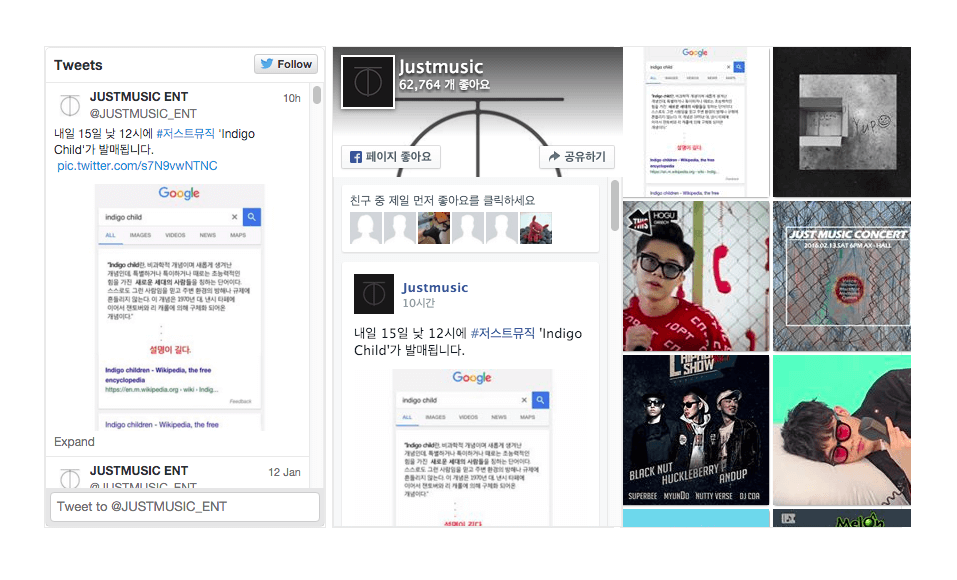 Tweets
Follow
JUSTMUSIC ENT
10h
@JUSTMUSIC_ENT
내일 15일 낮 12시에 #저스트뮤직 'Indigo
Child'가 발매됩니다.
pic.twitter.com/s7N9vwNTNC
Google
indigo child
ALL IMAGES VIDEOS NEWS MAPS
"Indigo child란, 비과학적 개념이며 새롭게 생겨난
개념인데, 특별하거나 특이하거나 때로는 초능력적인
힘을 가진 새로운 세대의 사람들을 칭하는 단어이다.
스스로도 그런 사람임을 믿고 주변 환경의 방해나 규제에
흔들리지 않는다. 이 개념은 1970년 대, 낸시 타페에
이어서 캔토버와 리 캐롤에 의해 구체화 되어온
개념이다."
설명이 길다.
Indigo children - Wikipedia, the free
encyclopedia
https://en.m.wikipedia.org › wiki › Indig...
Feedback
Indigo children - Wikipedia, the free
Expand
JUSTMUSIC ENT
12 Jan
@JUSTMUSIC_ENT
Tweet to @JUSTMUSIC_ENT
Justmusic
62,764 개 좋아요
페이지 좋아요
공유하기
친구 중 제일 먼저 좋아요를 클릭하세요
Justmusic
10시간
내일 15일 낮 12시에 #저스트뮤직 'Indigo
Child'가 발매됩니다.
Google
indigo child
ALL IMAGES VIDEOS NEWS MAPS
"Indigo child란, 비과학적 개념이며 새롭게 생겨난
개념인데, 특별하거나 특이하거나 때로는 초능력적인
힘을 가진 새로운 세대의 사람들을 칭하는 단어이다.
스스로도 그런 사람임을 믿고 주변 환경의 방해나 규제에
흔들리지 않는다. 이 개념은 1970년 대, 낸시 타페에
이어서 캔토버와 리 캐롤에 의해 구체화 되어온
개념이다."
설명이 길다
Google
indigo child
설명이 길다.
Indigo children - Wikipedia, the free
encyclopedia
Indigo children - Wikipedia, the free
Yup
THIS
HOGU
JUST MUSIC CONCERT
2016.02.13.SAT 6PM AX-HALL
HIPHOP
SHOW
BLACK NUT
HUCKLEBERRY
ANDUP
SUPERBEE MYUNDO NUTTY VERSE DJ COA
Melon